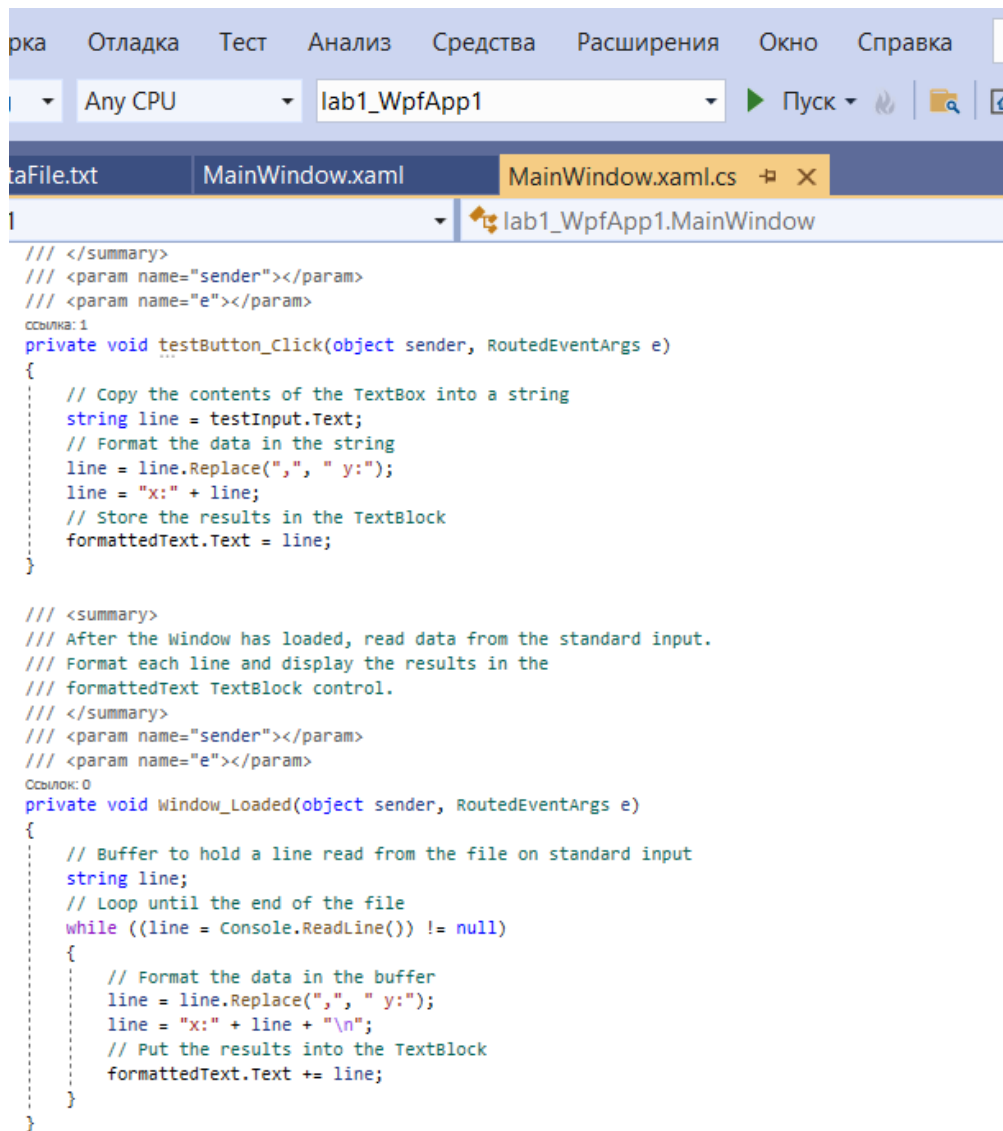 Отладка Тест Анализ Средства Расширения Окно Справка
Any CPU lab1_WpfApp1 Пуск
taFile.txt MainWindow.xaml MainWindow.xaml.cs
lab1_WpfApp1.MainWindow
/// </summary>
/// <param name="sender"></param>
/// <param name="e"></param>
ссылка: 1
private void testButton_Click(object sender, RoutedEventArgs e)
{
// Copy the contents of the TextBox into a string
string line = testInput.Text;
// Format the data in the string
line = line.Replace(",", " y:");
line = "x:" + line;
// Store the results in the TextBlock
formattedText.Text = line;
}
/// <summary>
/// After the Window has loaded, read data from the standard input.
/// Format each line and display the results in the
/// formattedText TextBlock control.
/// </summary>
/// <param name="sender"></param>
/// <param name="e"></param>
Ссылок: 0
private void Window_Loaded(object sender, RoutedEventArgs e)
{
// Buffer to hold a line read from the file on standard input
string line;
// Loop until the end of the file
while ((line = Console.ReadLine()) != null)
{
// Format the data in the buffer
line = line.Replace(",", " y:");
line = "x:" + line + "\n";
// Put the results into the TextBlock
formattedText.Text += line;
}
}